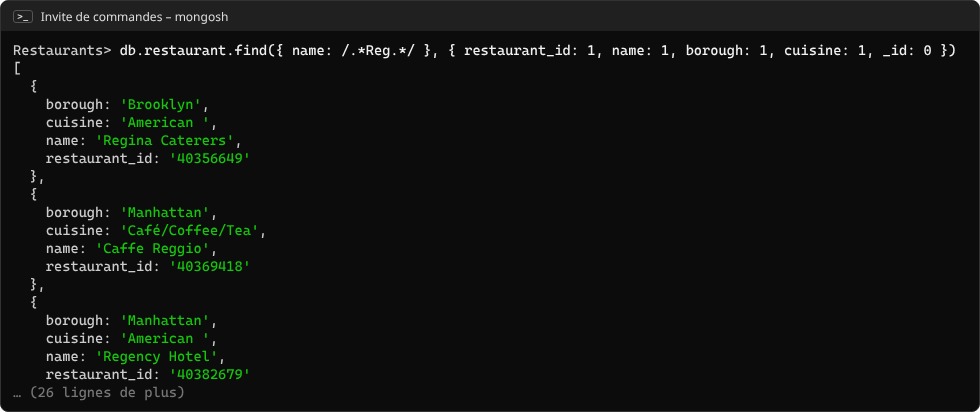 >_ Invite de commandes – mongosh
Restaurants> db.restaurant.find({ name: /.*Reg.*/ }, { restaurant_id: 1, name: 1, borough: 1, cuisine: 1, _id: 0 })
[
  {
    borough: 'Brooklyn',
    cuisine: 'American ',
    name: 'Regina Caterers',
    restaurant_id: '40356649'
  },
  {
    borough: 'Manhattan',
    cuisine: 'Café/Coffee/Tea',
    name: 'Caffe Reggio',
    restaurant_id: '40369418'
  },
  {
    borough: 'Manhattan',
    cuisine: 'American ',
    name: 'Regency Hotel',
    restaurant_id: '40382679'
… (26 lignes de plus)